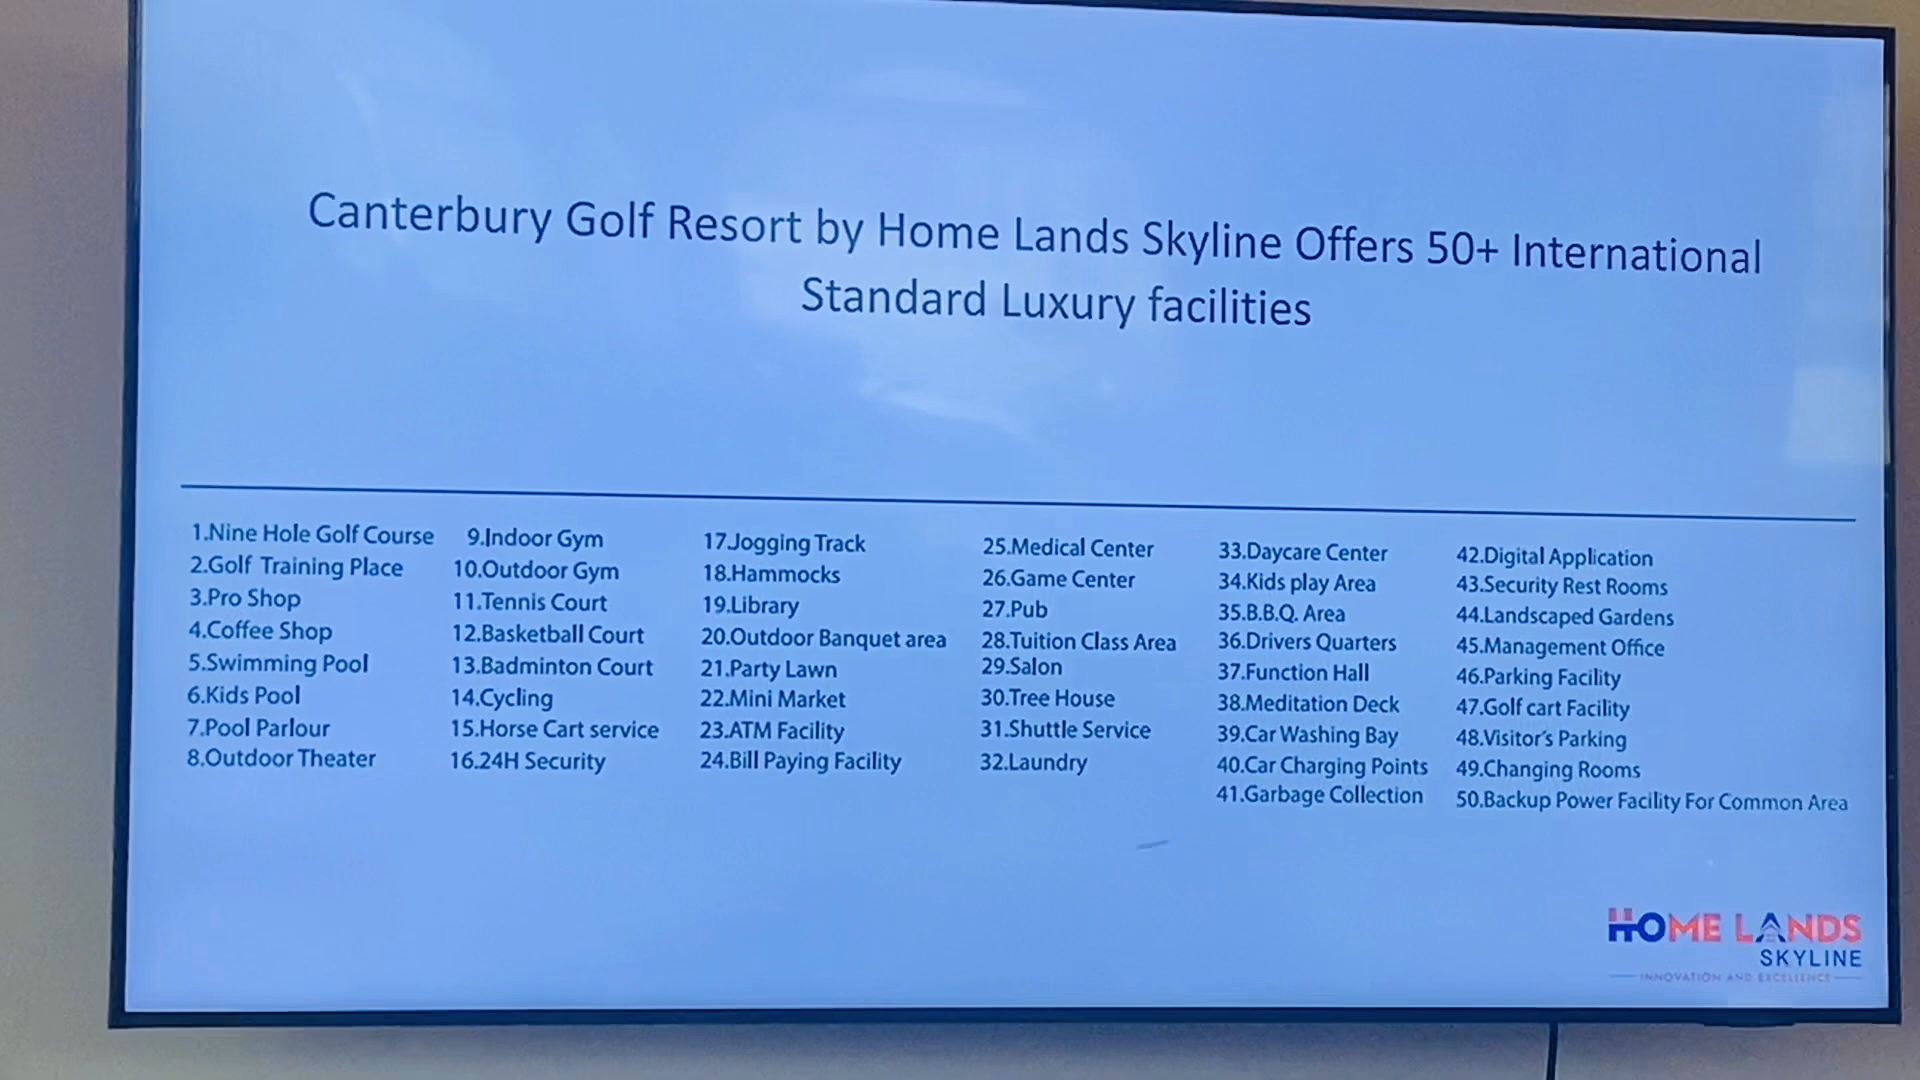 Canterbury Golf Resort by Home Lands Skyline Offers 50+ International
Standard Luxury facilities
1.Nine Hole Golf Course
2.Golf Training Place
3.Pro Shop
4.Coffee Shop
5.Swimming Pool
6.Kids Pool
7.Pool Parlour
8.Outdoor Theater
9.Indoor Gym
10.Outdoor Gym
11.Tennis Court
12.Basketball Court
13.Badminton Court
14.Cycling
15.Horse Cart service
16.24H Security
17.Jogging Track
18.Hammocks
19.Library
20.Outdoor Banquet area
21.Party Lawn
22.Mini Market
23.ATM Facility
24.Bill Paying Facility
25.Medical Center
26.Game Center
27.Pub
28.Tuition Class Area
29.Salon
30.Tree House
31.Shuttle Service
32.Laundry
33.Daycare Center
34.Kids play Area
35.B.B.Q. Area
36.Drivers Quarters
37.Function Hall
38.Meditation Deck
39.Car Washing Bay
40.Car Charging Points
41.Garbage Collection
42.Digital Application
43.Security Rest Rooms
44.Landscaped Gardens
45.Management Office
46.Parking Facility
47.Golf cart Facility
48.Visitor's Parking
49.Changing Rooms
50.Backup Power Facility For Common Area
HOME LANDS
SKYLINE
INNOVATION AND EXCELLENCE